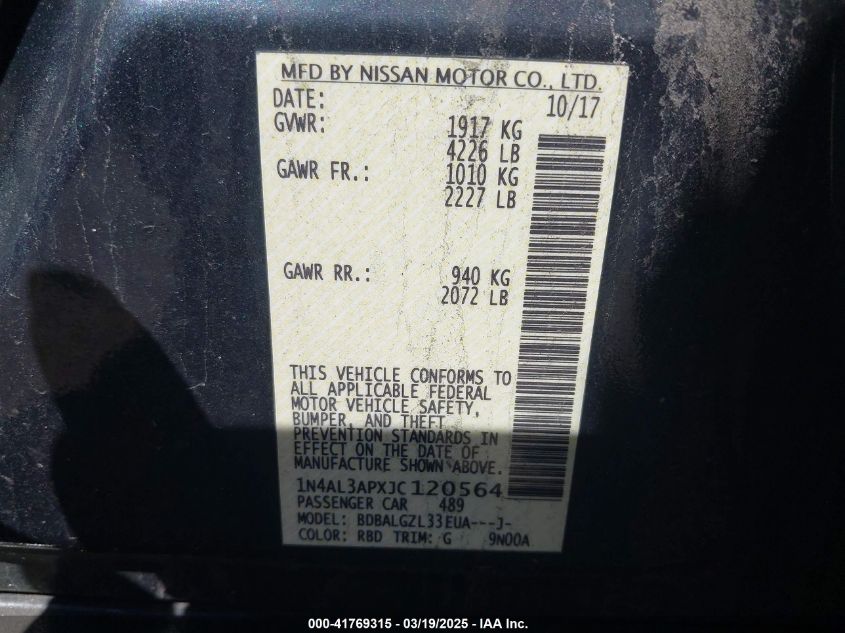 MFD BY NISSAN MOTOR CO., LTD.
DATE: 10/17
GVWR: 1917 KG
4226 LB
GAWR FR.: 1010 KG
2227 LB
GAWR RR.: 940 KG
2072 LB
THIS VEHICLE CONFORMS TO
ALL APPLICABLE FEDERAL
MOTOR VEHICLE SAFETY,
BUMPER, AND THEFT
PREVENTION STANDARDS IN
EFFECT ON THE DATE OF
MANUFACTURE SHOWN ABOVE.
1N4AL3APXJC120564
PASSENGER CAR 489
MODEL: BDBALGZL33EUA---J-
COLOR: RBD TRIM: G 9N00A
000-41769315 - 03/19/2025 - IAA Inc.